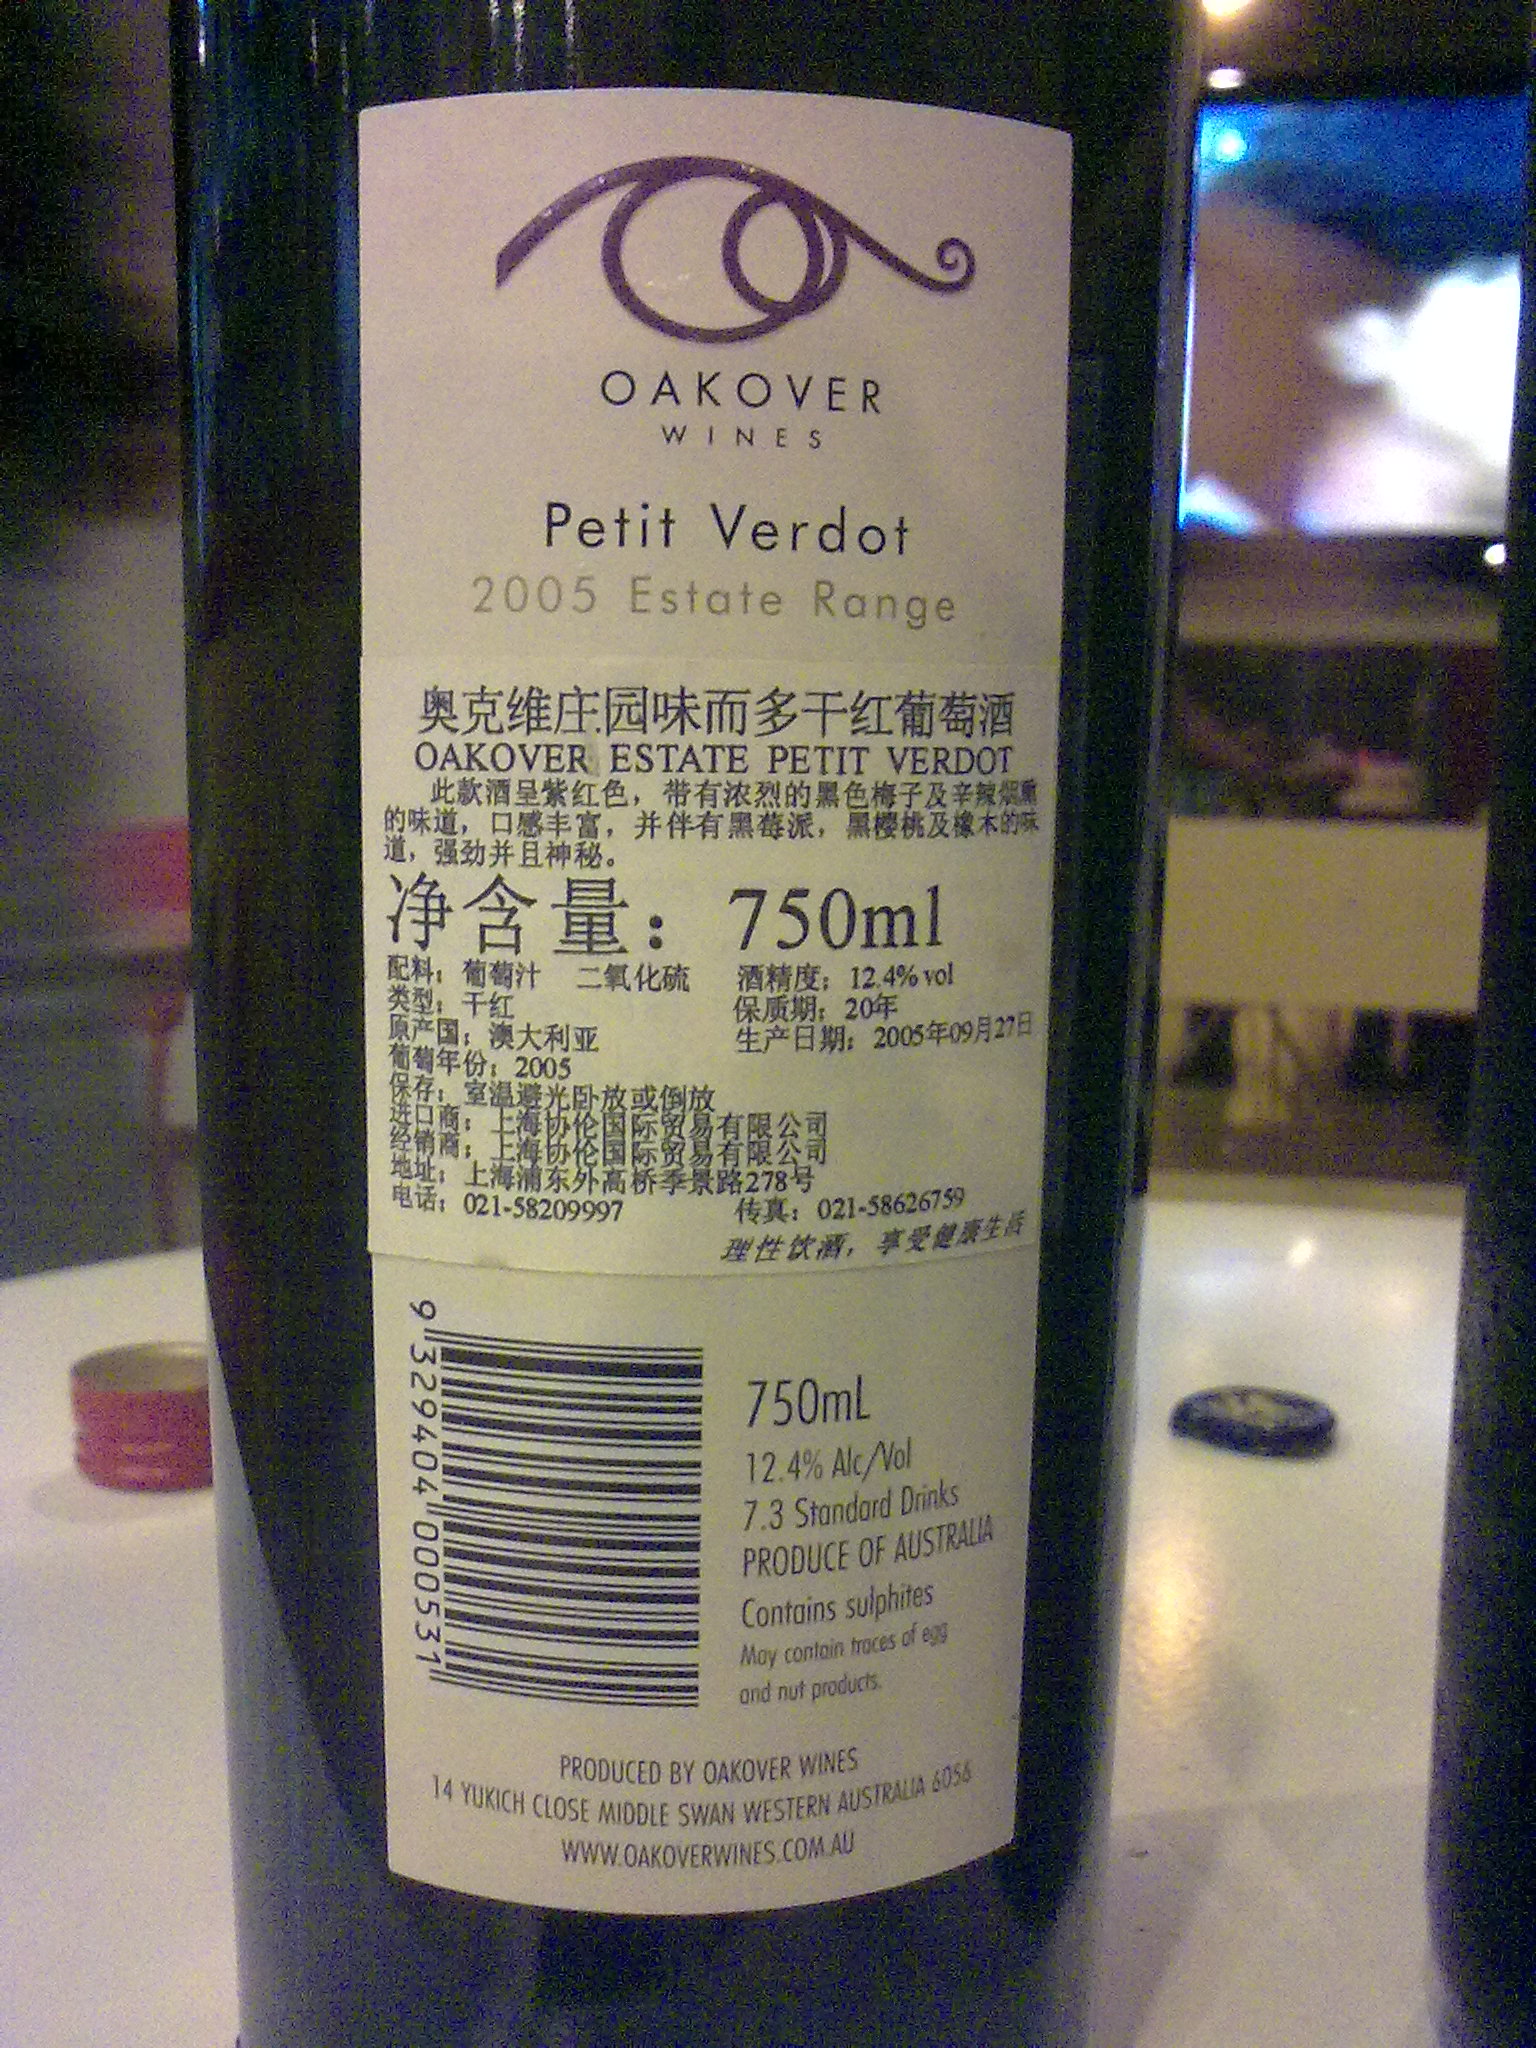 OAKOVER
WINES
Petit Verdot
2005 Estate Range
奥克维庄园味而多干红葡萄酒
OAKOVER ESTATE PETIT VERDOT
此款酒呈紫红色，带有浓烈的黑色梅子及辛辣烟熏
的味道，口感丰富，并伴有黑莓派，黑樱桃及橡木的味
道，强劲并且神秘。
净含量：750ml
配料：葡萄汁 二氧化硫 酒精度：12.4% vol
类型：干红 保质期：20年
原产国：澳大利亚 生产日期：2005年09月27日
葡萄年份：2005
保存：室温避光卧放或倒放
进口商：上海协伦国际贸易有限公司
经销商：上海协伦国际贸易有限公司
地址：上海浦东外高桥季景路278号
电话：021-58209997 传真：021-58626759
理性饮酒，享受健康生活
9 329404 000531
750mL
12.4% Alc/Vol
7.3 Standard Drinks
PRODUCE OF AUSTRALIA
Contains sulphites
May contain traces of egg
and nut products.
PRODUCED BY OAKOVER WINES
14 YUKICH CLOSE MIDDLE SWAN WESTERN AUSTRALIA 6056
WWW.OAKOVERWINES.COM.AU